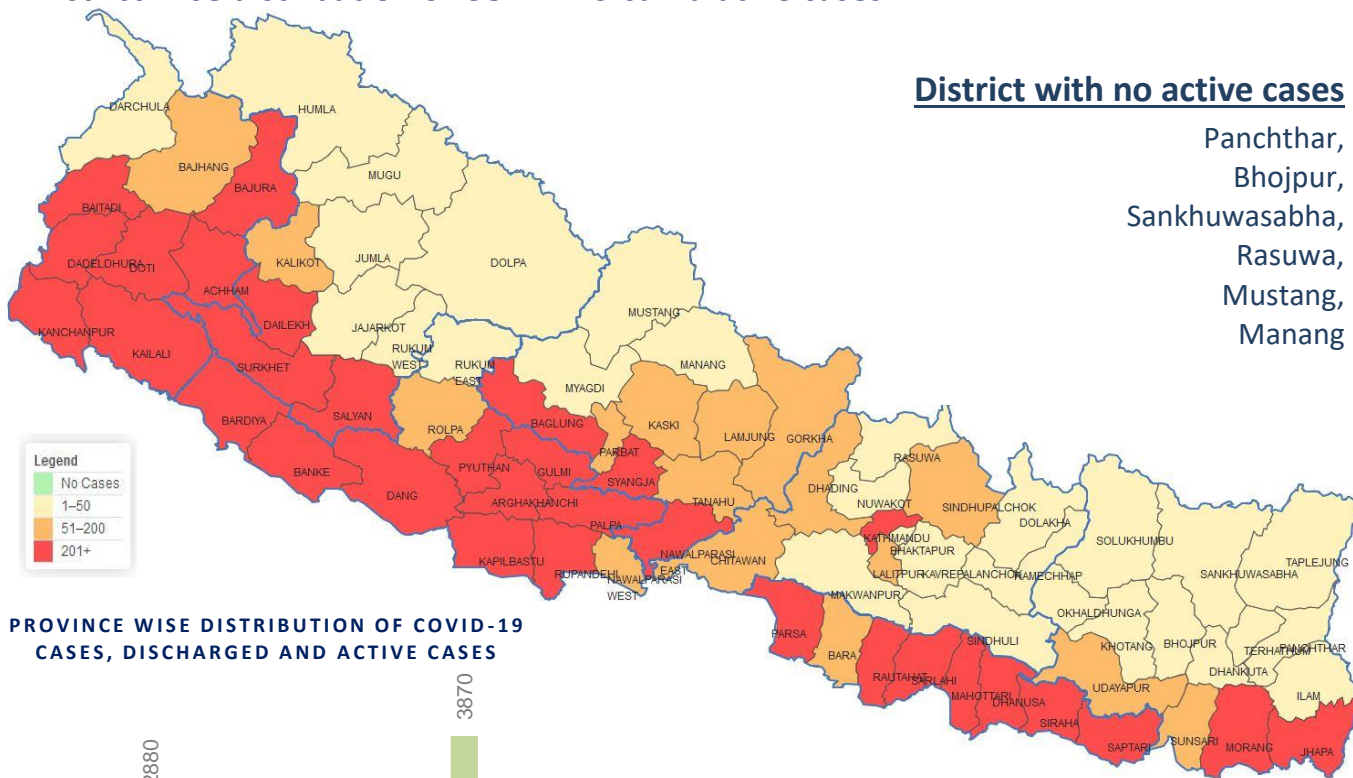 District with no active cases
Panchthar,
Bhojpur,
Sankhuwasabha,
Rasuwa,
Mustang,
Manang
DARCHULA
HUMLA
BAJHANG
BAJURA
MUGU
BAITADI
KALIKOT
JUMLA
DOLPA
DADELDHURA
DOTI
ACHHAM
DAILEKH
JAJARKOT
MUSTANG
KANCHANPUR
KAILALI
SURKHET
RUKUM
WEST
RUKUM
EAST
MYAGDI
MANANG
BARDIYA
SALYAN
ROLPA
BAGLUNG
PARBAT
KASKI
LAMJUNG
GORKHA
BANKE
DANG
PYUTHAN
GULMI
SYANGJA
TANAHU
DHADING
RASUWA
NUWAKOT
SINDHUPALCHOK
DOLAKHA
ARGHAKHANCHI
PALPA
KAPILBASTU
RUPANDEHI
NAWALPARASI
WEST
NAWALPARASI
EAST
CHITAWAN
KATHMANDU
BHAKTAPUR
LALITPUR
KAVREPALANCHOK
RAMECHHAP
SOLUKHUMBU
SANKHUWASABHA
TAPLEJUNG
MAKWANPUR
OKHALDHUNGA
PARSA
BARA
SINDHULI
KHOTANG
BHOJPUR
TERHATHUM
PANCHTHAR
DHANKUTA
RAUTAHAT
SARLAHI
MAHOTTARI
DHANUSA
SIRAHA
UDAYAPUR
SAPTARI
SUNSARI
MORANG
ILAM
JHAPA
Legend
No Cases
1–50
51–200
201+
PROVINCE WISE DISTRIBUTION OF COVID-19
CASES, DISCHARGED AND ACTIVE CASES
3870